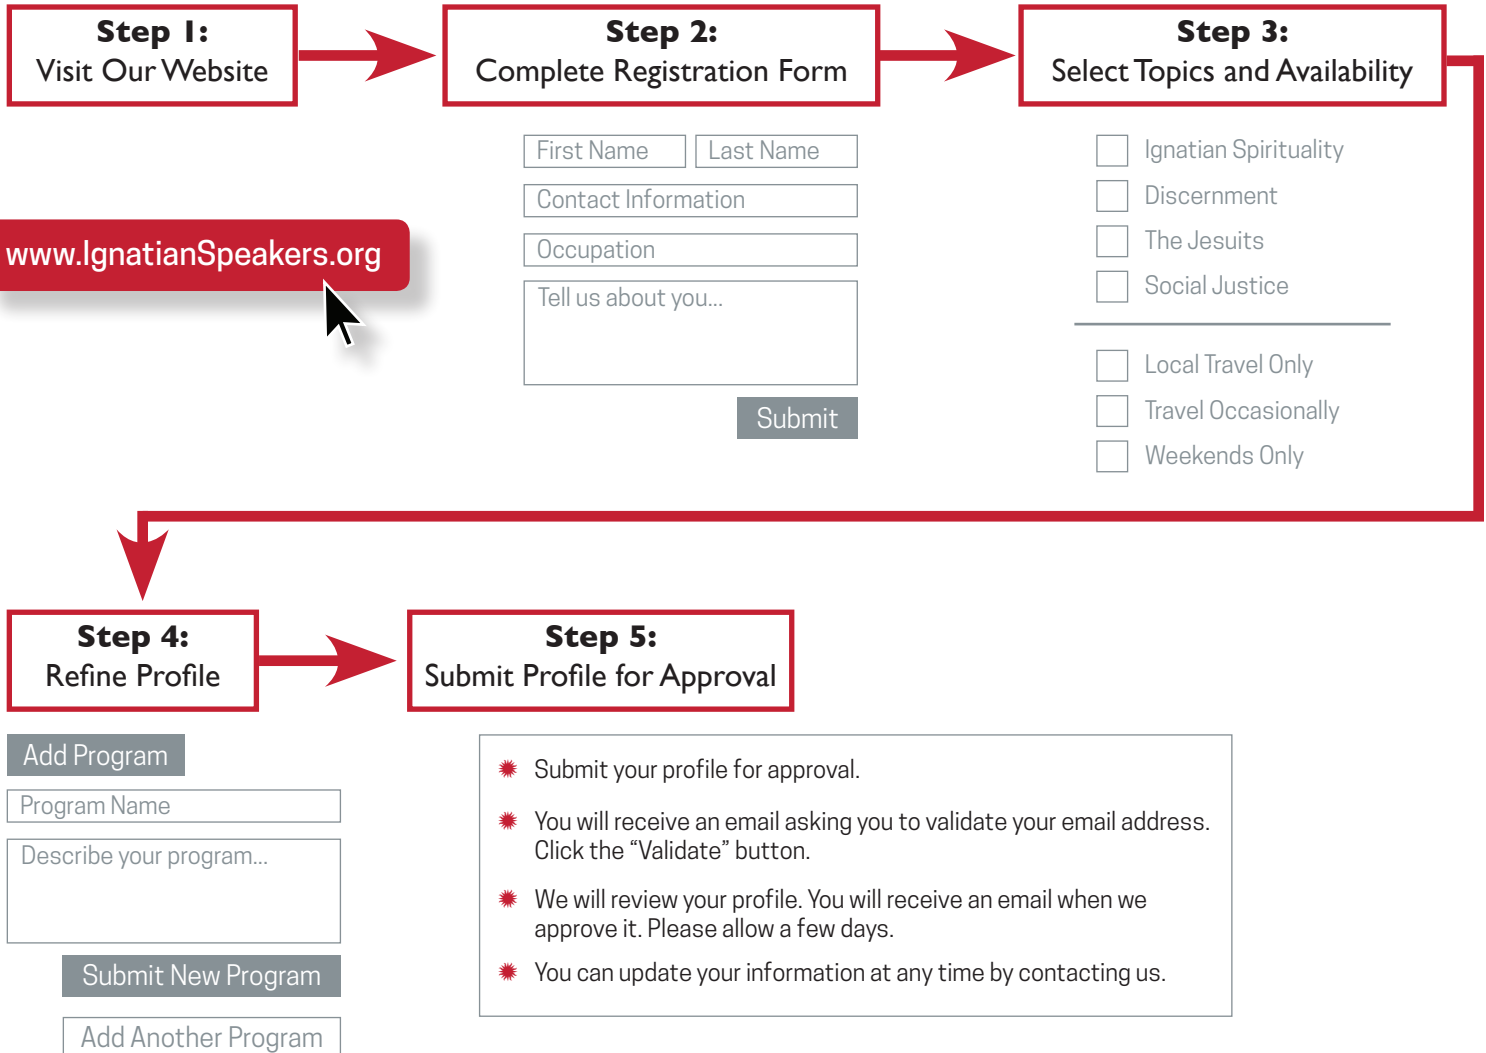 Step 1:
Visit Our Website
Step 2:
Complete Registration Form
Step 3:
Select Topics and Availability
www.IgnatianSpeakers.org
First Name
Last Name
Contact Information
Occupation
Tell us about you...
Submit
Ignatian Spirituality
Discernment
The Jesuits
Social Justice
Local Travel Only
Travel Occasionally
Weekends Only
Step 4:
Refine Profile
Step 5:
Submit Profile for Approval
Add Program
Program Name
Describe your program...
Submit New Program
Add Another Program
Submit your profile for approval.
You will receive an email asking you to validate your email address.
Click the “Validate” button.
We will review your profile. You will receive an email when we
approve it. Please allow a few days.
You can update your information at any time by contacting us.